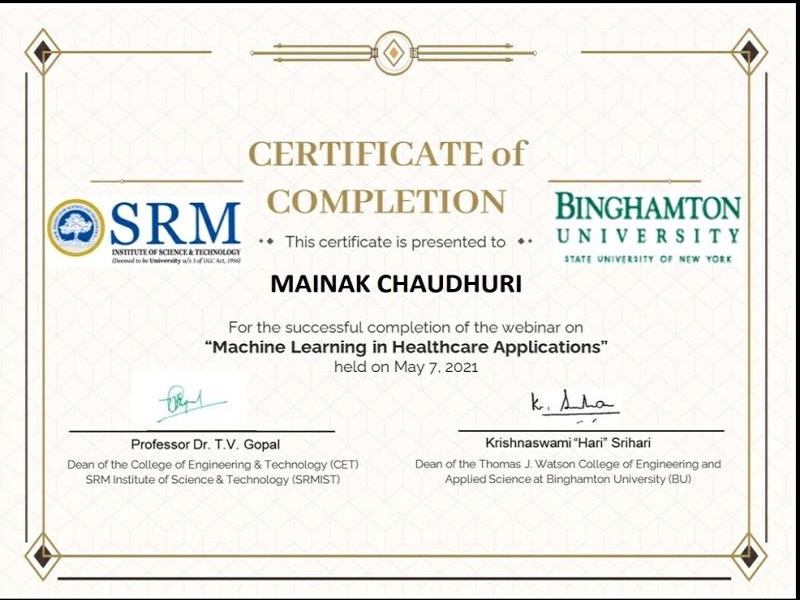 CERTIFICATE of
COMPLETION
SRM
INSTITUTE OF SCIENCE & TECHNOLOGY
(Deemed to be University u/s 3 of UGC Act, 1956)
BINGHAMTON
UNIVERSITY
STATE UNIVERSITY OF NEW YORK
This certificate is presented to
MAINAK CHAUDHURI
For the successful completion of the webinar on
“Machine Learning in Healthcare Applications”
held on May 7, 2021
Professor Dr. T.V. Gopal
Dean of the College of Engineering & Technology (CET)
SRM Institute of Science & Technology (SRMIST)
Krishnaswami “Hari” Srihari
Dean of the Thomas J. Watson College of Engineering and
Applied Science at Binghamton University (BU)